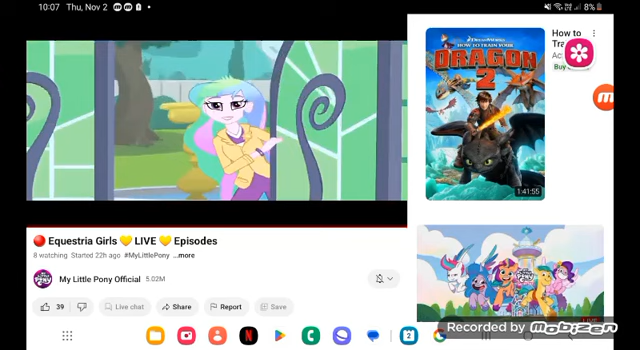 10:07 Thu, Nov 2
8%
DREAMWORKS
HOW TO TRAIN YOUR
DRAGON
2
1:41:55
How to
Tra
Ac
Buy
🔴 Equestria Girls 💛 LIVE 💛 Episodes
8 watching Started 22h ago #MyLittlePony ...more
My Little Pony Official 5.02M
39
Live chat
Share
Report
Save
LIVE
2
Recorded by
MOBIZEN